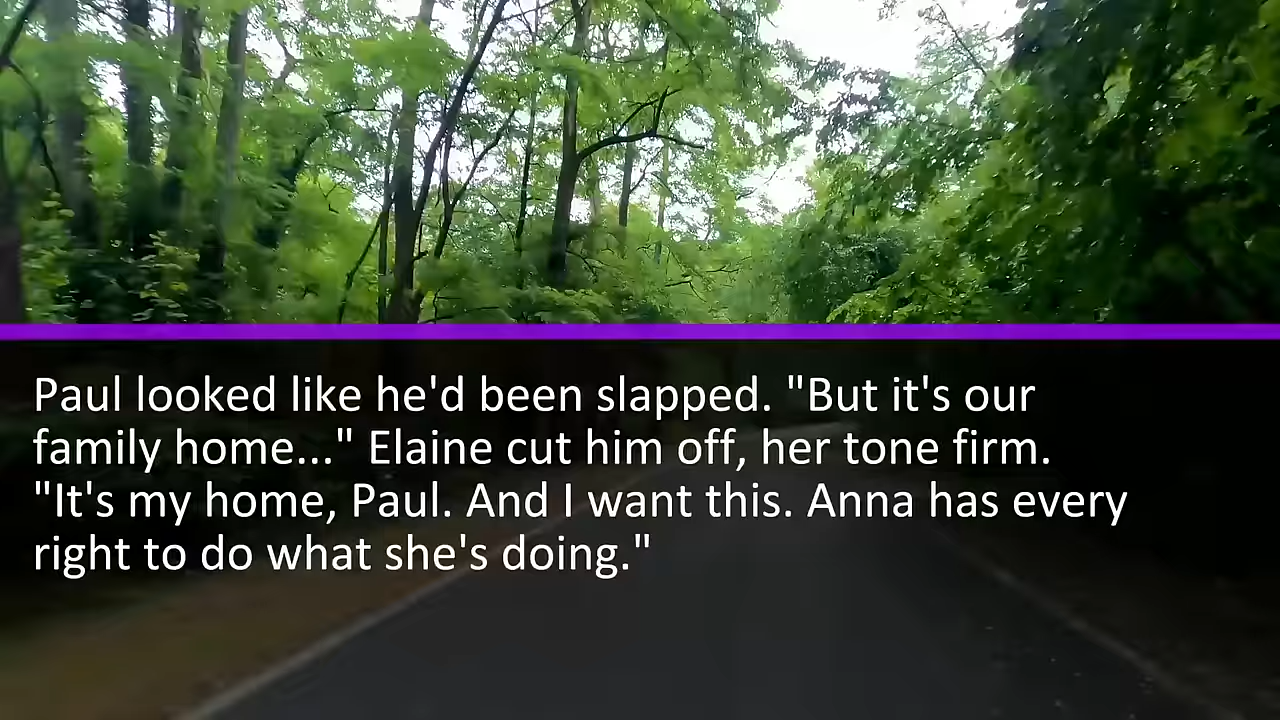 Paul looked like he'd been slapped. "But it's our
family home..." Elaine cut him off, her tone firm.
"It's my home, Paul. And I want this. Anna has every
right to do what she's doing."